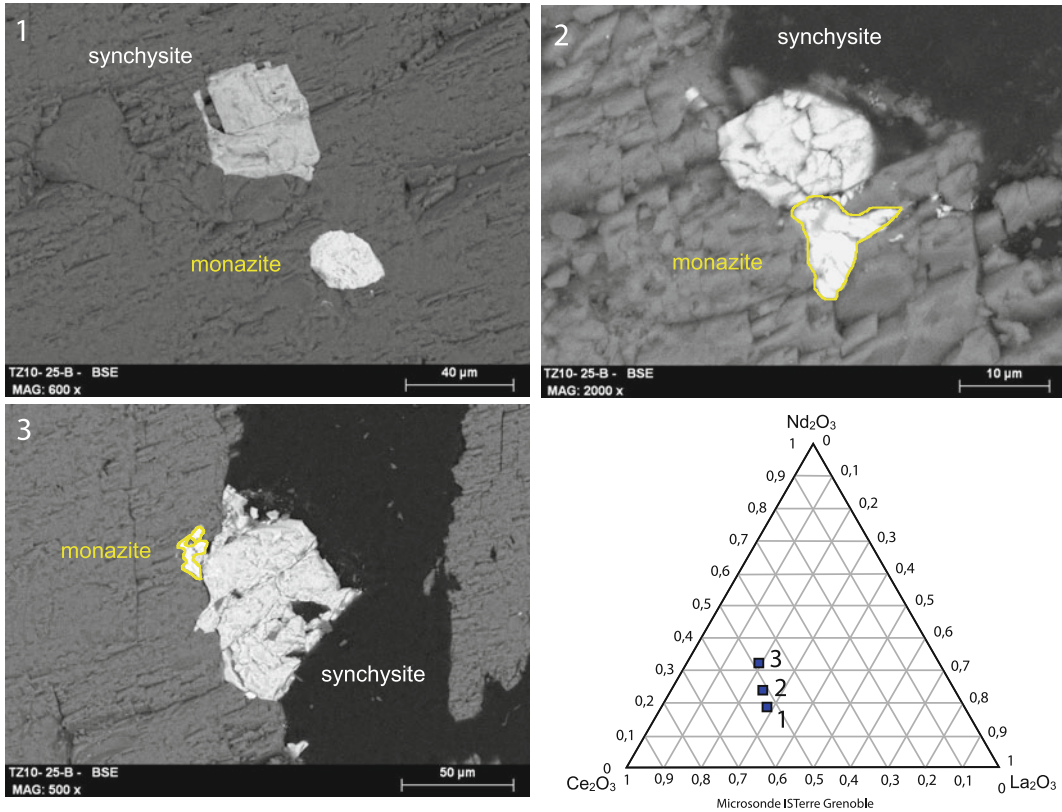 1
synchysite
monazite
TZ10- 25-B - BSE
MAG: 600 x
40 µm
2
synchysite
monazite
TZ10- 25-B - BSE
MAG: 2000 x
10 µm
3
monazite
synchysite
TZ10- 25-B - BSE
MAG: 500 x
50 µm
Nd₂O₃
1 0
0,9 0,1
0,8 0,2
0,7 0,3
0,6 0,4
0,5 0,5
0,4 0,6
0,3 3 0,7
0,2 2 0,8
0,1 1 0,9
0 1
Ce₂O₃ 1 0,9 0,8 0,7 0,6 0,5 0,4 0,3 0,2 0,1 0 La₂O₃
Microsonde ISTerre Grenoble